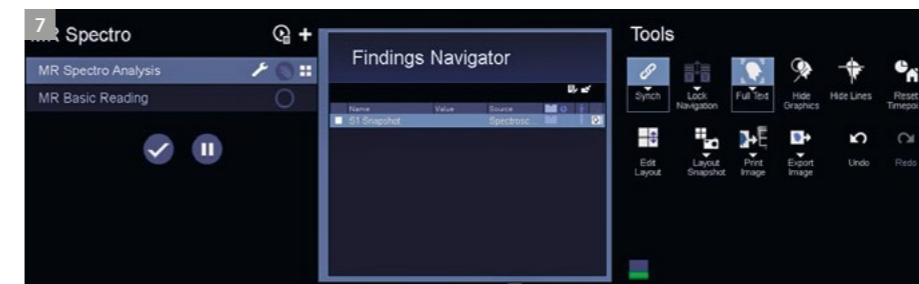 7
MR Spectro
MR Spectro Analysis
MR Basic Reading
Findings Navigator
Name Value Source
S1 Snapshot Spectrosc...
Tools
Synch
Lock Navigation
Full Text
Hide Graphics
Hide Lines
Reset Timepoi
Edit Layout
Layout Snapshot
Print Image
Export Image
Undo
Redo